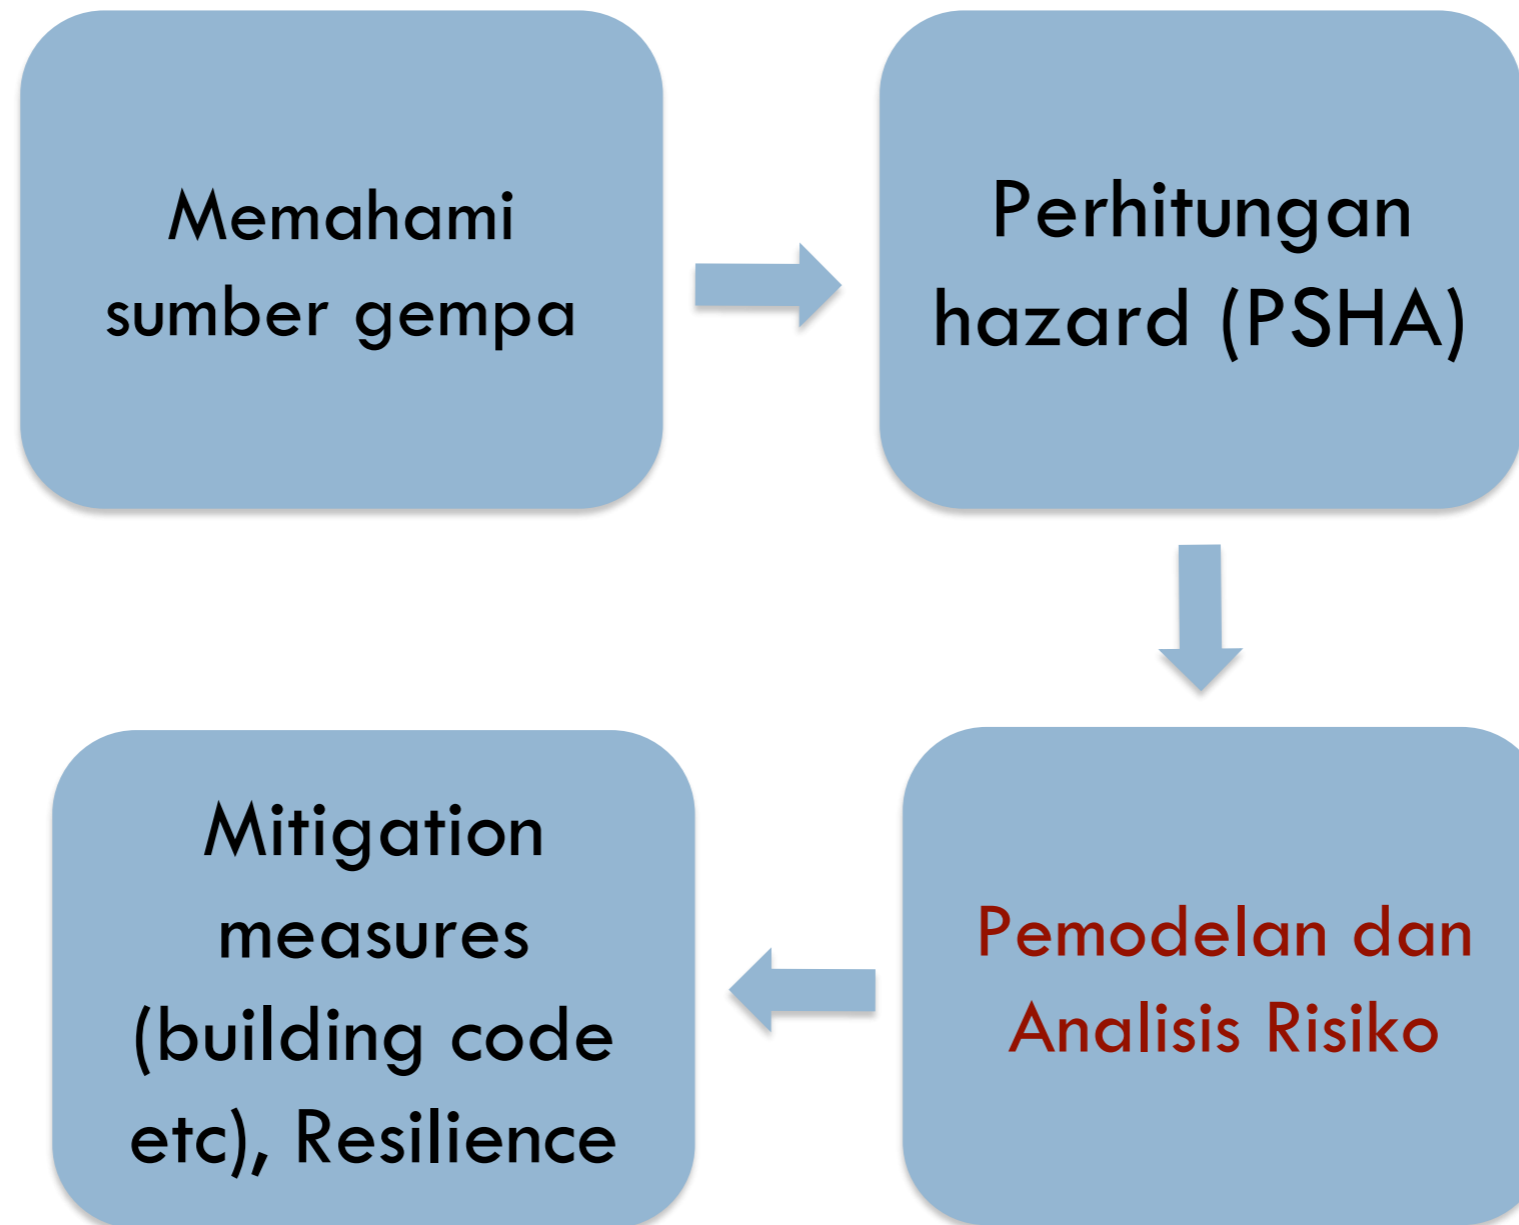 Memahami
sumber gempa
Perhitungan
hazard (PSHA)
Pemodelan dan
Analisis Risiko
Mitigation
measures
(building code
etc), Resilience